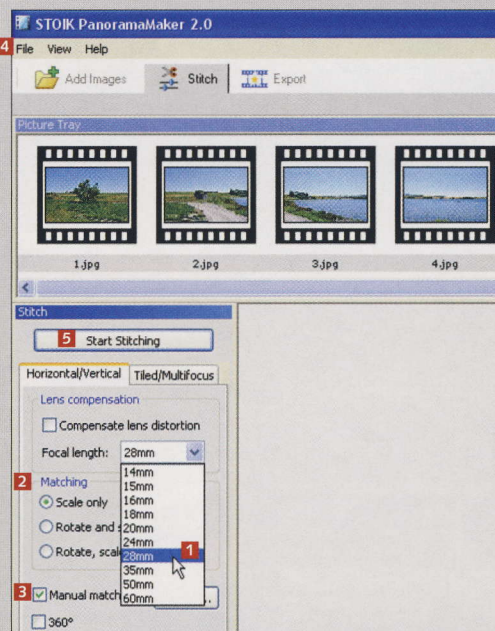 STOIK PanoramaMaker 2.0
4
File View Help
Add Images Stitch Export
Picture Tray
1.jpg 2.jpg 3.jpg 4.jpg
Stitch
5 Start Stitching
Horizontal/Vertical Tiled/Multifocus
Lens compensation
Compensate lens distortion
Focal length: 28mm
14mm
2 Matching 15mm
Scale only 16mm
18mm
Rotate and 20mm
24mm
Rotate, 28mm 1
35mm
50mm
3 Manual 60mm
360°